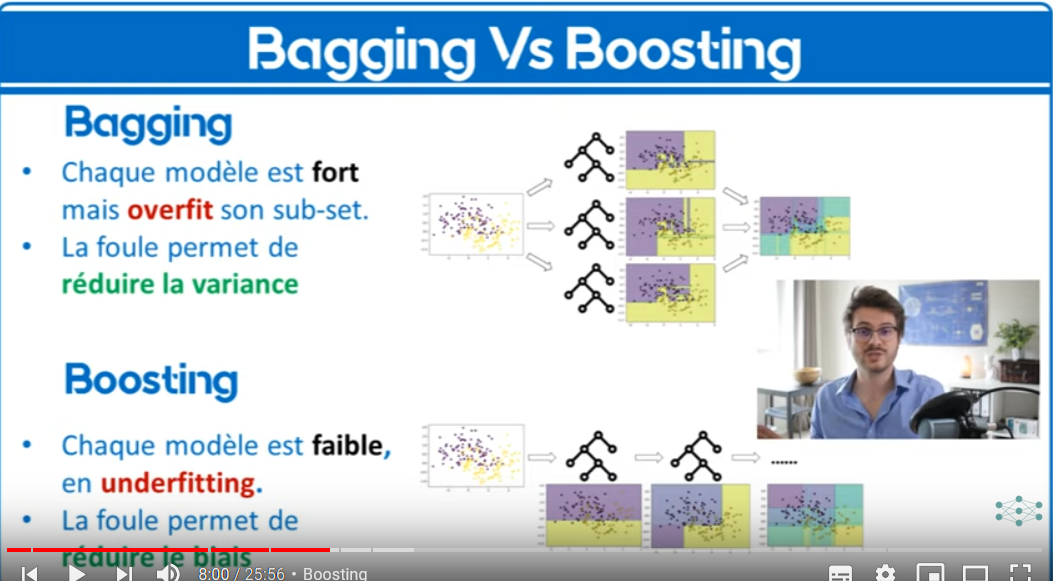 Bagging Vs Boosting
Bagging
• Chaque modèle est fort
mais overfit son sub-set.
• La foule permet de
réduire la variance
Boosting
• Chaque modèle est faible,
en underfitting.
• La foule permet de
réduire le biais
......
8:00 / 25:56 • Boosting